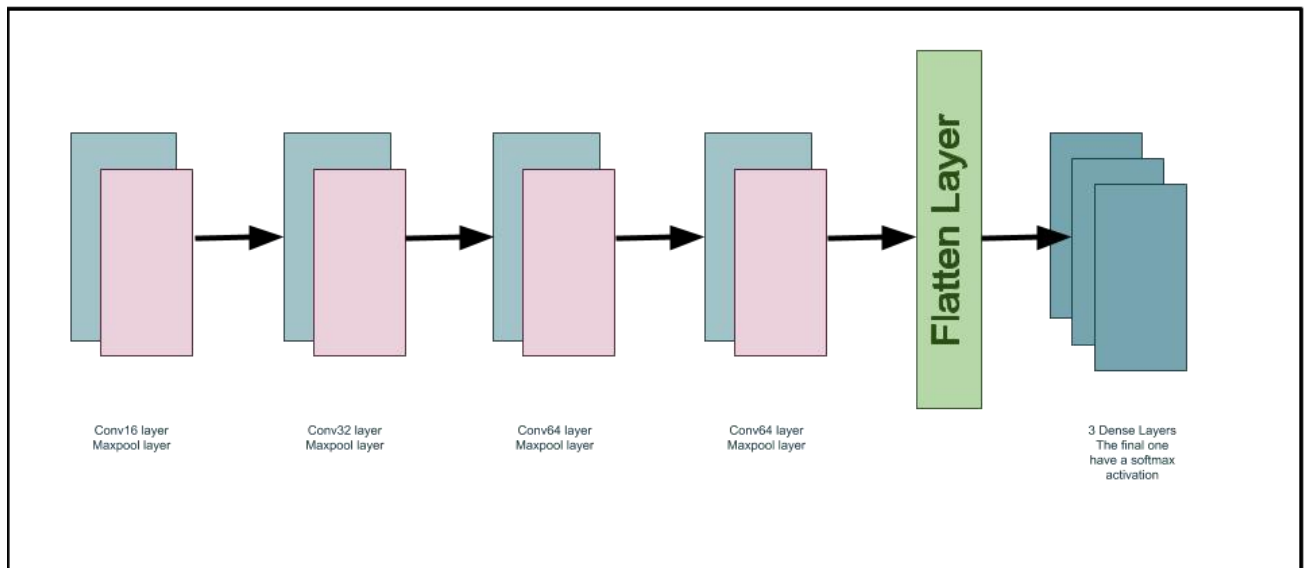 Flatten Layer
Conv16 layer
Maxpool layer
Conv32 layer
Maxpool layer
Conv64 layer
Maxpool layer
Conv64 layer
Maxpool layer
3 Dense Layers
The final one
have a softmax
activation